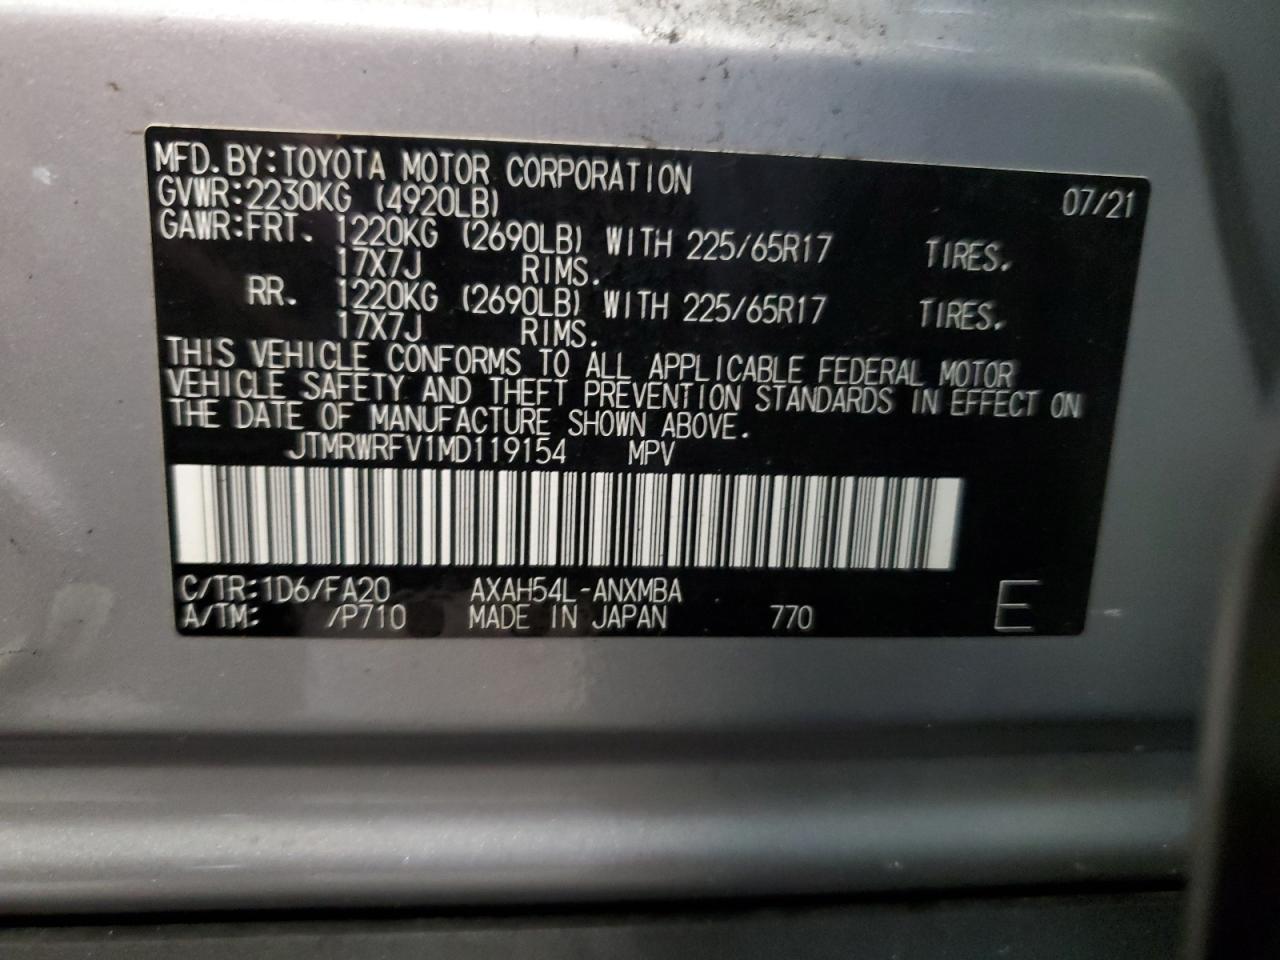 MFD.BY:TOYOTA MOTOR CORPORATION 07/21
GVWR:2230KG (4920LB)
GAWR:FRT. 1220KG (2690LB) WITH 225/65R17 TIRES.
17X7J RIMS.
RR. 1220KG (2690LB) WITH 225/65R17 TIRES.
17X7J RIMS.
THIS VEHICLE CONFORMS TO ALL APPLICABLE FEDERAL MOTOR
VEHICLE SAFETY AND THEFT PREVENTION STANDARDS IN EFFECT ON
THE DATE OF MANUFACTURE SHOWN ABOVE.
JTMRWRFV1MD119154 MPV
C/TR:1D6/FA20 AXAH54L-ANXMBA
A/TM: /P710 MADE IN JAPAN 770 E